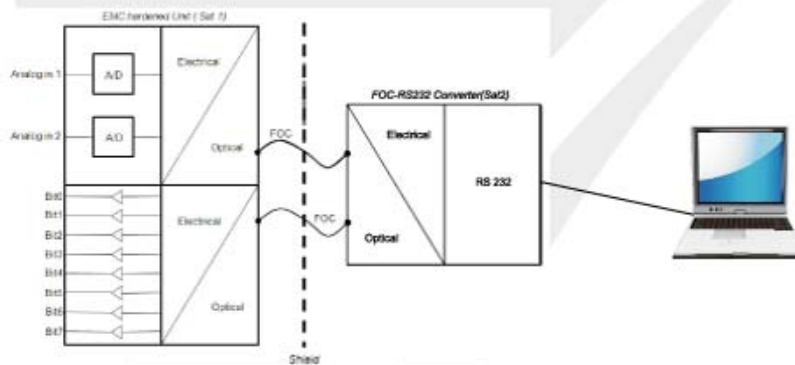 EMC hardened Unit ( Sat 1)
Analog in 1
A/D
Electrical
Analog in 2
A/D
Optical
FOC
FOC-RS232 Converter(Sat2)
Electrical
RS 232
Optical
Bit0
Bit1
Bit2
Bit3
Bit4
Bit5
Bit6
Bit7
Electrical
Optical
FOC
Shield